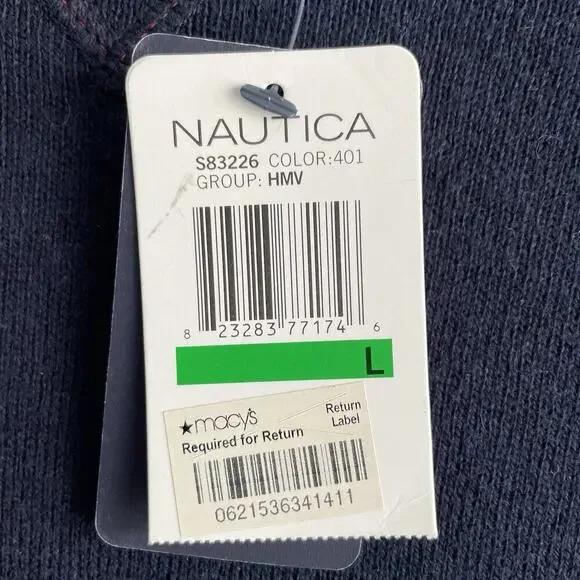 NAUTICA
S83226 COLOR:401
GROUP: HMV
8 23283 77174 6
L
★macy's Return Label
Required for Return
0621536341411